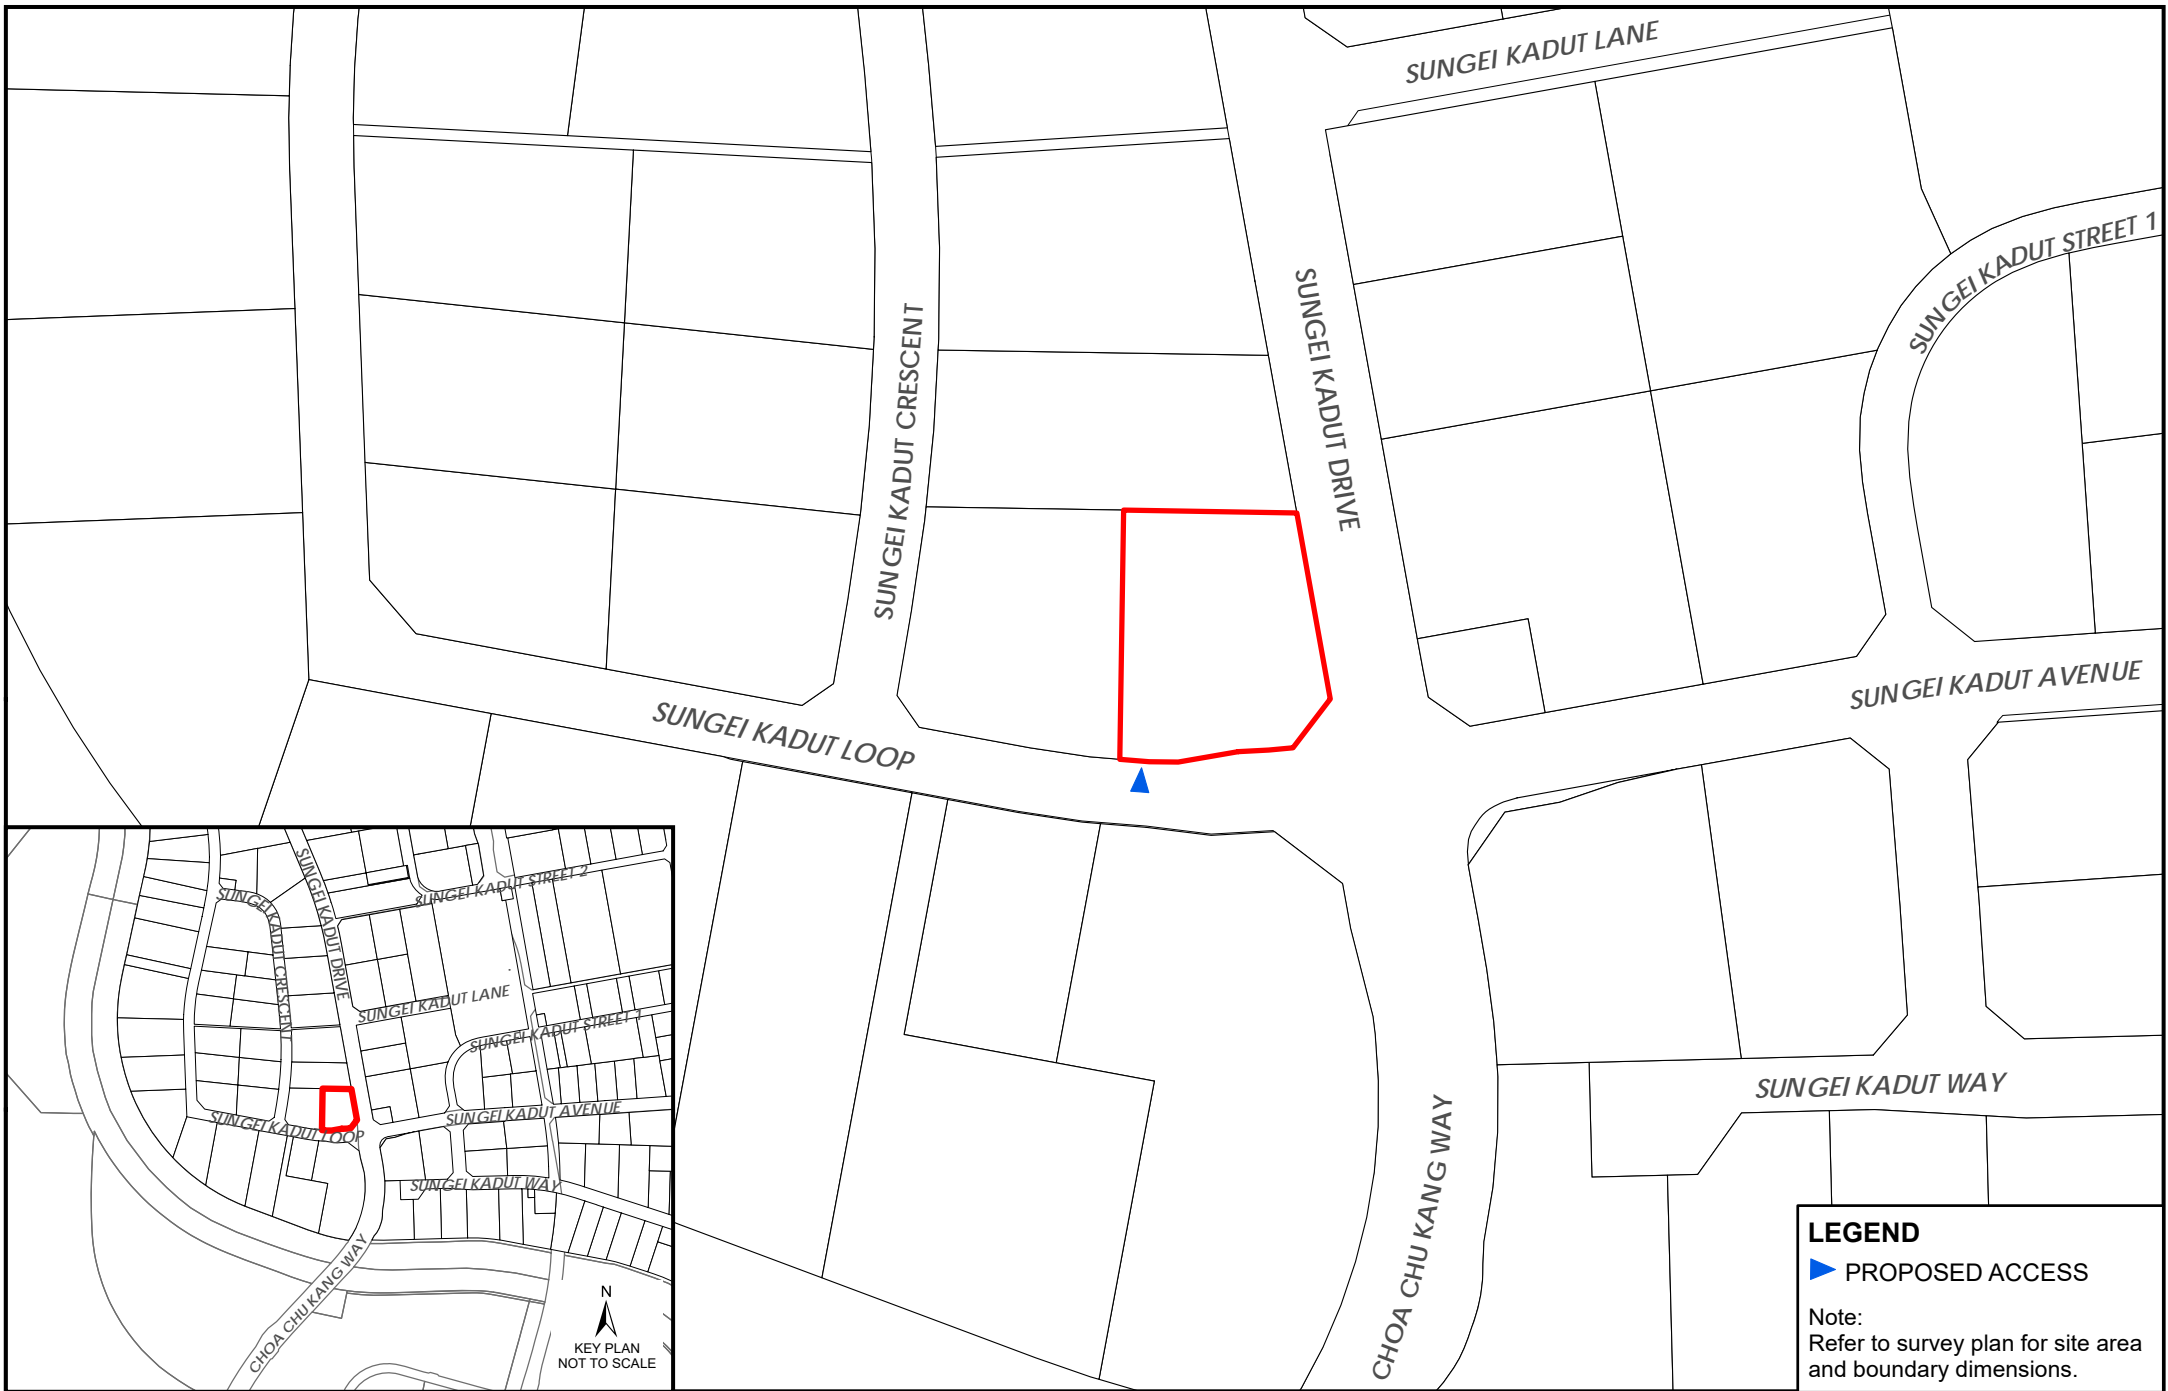 SUNGEI KADUT LANE
SUNGEI KADUT STREET 1
SUNGEI KADUT DRIVE
SUNGEI KADUT CRESCENT
SUNGEI KADUT AVENUE
SUNGEI KADUT LOOP
SUNGEI KADUT WAY
CHOA CHU KANG WAY
SUNGEI KADUT STREET 2
SUNGEI KADUT DRIVE
SUNGEI KADUT CRESCENT
SUNGEI KADUT LANE
SUNGEI KADUT STREET 1
SUNGEI KADUT AVENUE
SUNGEI KADUT LOOP
SUNGEI KADUT WAY
CHOA CHU KANG WAY
N
KEY PLAN
NOT TO SCALE
LEGEND
PROPOSED ACCESS
Note:
Refer to survey plan for site area
and boundary dimensions.